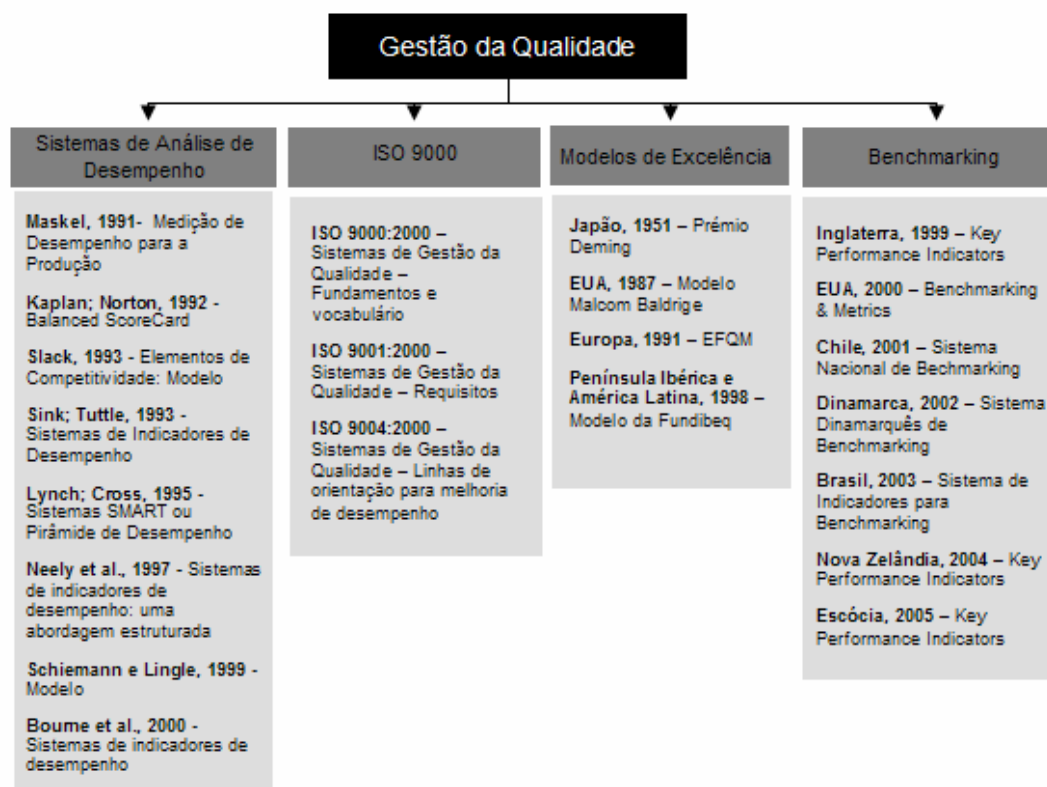 Gestão da Qualidade
Sistemas de Análise de
Desempenho
Maskel, 1991- Medição de
Desempenho para a
Produção
Kaplan; Norton, 1992 -
Balanced ScoreCard
Slack, 1993 - Elementos de
Competitividade: Modelo
Sink; Tuttle, 1993 -
Sistemas de Indicadores de
Desempenho
Lynch; Cross, 1995 -
Sistemas SMART ou
Pirâmide de Desempenho
Neely et al., 1997 - Sistemas
de indicadores de
desempenho: uma
abordagem estruturada
Schiemann e Lingle, 1999 -
Modelo
Bourne et al., 2000 -
Sistemas de indicadores de
desempenho
ISO 9000
ISO 9000:2000 –
Sistemas de Gestão da
Qualidade –
Fundamentos e
vocabulário
ISO 9001:2000 –
Sistemas de Gestão da
Qualidade – Requisitos
ISO 9004:2000 –
Sistemas de Gestão da
Qualidade – Linhas de
orientação para melhoria
de desempenho
Modelos de Excelência
Japão, 1951 – Prémio
Deming
EUA, 1987 – Modelo
Malcom Baldrige
Europa, 1991 – EFQM
Península Ibérica e
América Latina, 1998 –
Modelo da Fundibeq
Benchmarking
Inglaterra, 1999 – Key
Performance Indicators
EUA, 2000 – Benchmarking
& Metrics
Chile, 2001 – Sistema
Nacional de Bechmarking
Dinamarca, 2002 – Sistema
Dinamarquês de
Benchmarking
Brasil, 2003 – Sistema de
Indicadores para
Benchmarking
Nova Zelândia, 2004 – Key
Performance Indicators
Escócia, 2005 – Key
Performance Indicators